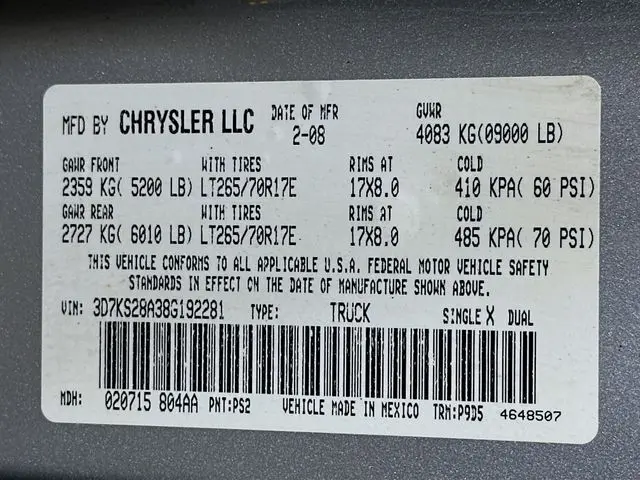 MFD BY CHRYSLER LLC DATE OF MFR GVWR
2-08 4083 KG(09000 LB)
GAWR FRONT WITH TIRES RIMS AT COLD
2359 KG( 5200 LB) LT265/70R17E 17X8.0 410 KPA( 60 PSI)
GAWR REAR WITH TIRES RIMS AT COLD
2727 KG( 6010 LB) LT265/70R17E 17X8.0 485 KPA( 70 PSI)
THIS VEHICLE CONFORMS TO ALL APPLICABLE U.S.A. FEDERAL MOTOR VEHICLE SAFETY
STANDARDS IN EFFECT ON THE DATE OF MANUFACTURE SHOWN ABOVE.
VIN: 3D7KS28A38G192281 TYPE: TRUCK SINGLE X DUAL
MDH: 020715 804AA PNT:PS2 VEHICLE MADE IN MEXICO TRM:P9D5 4648507